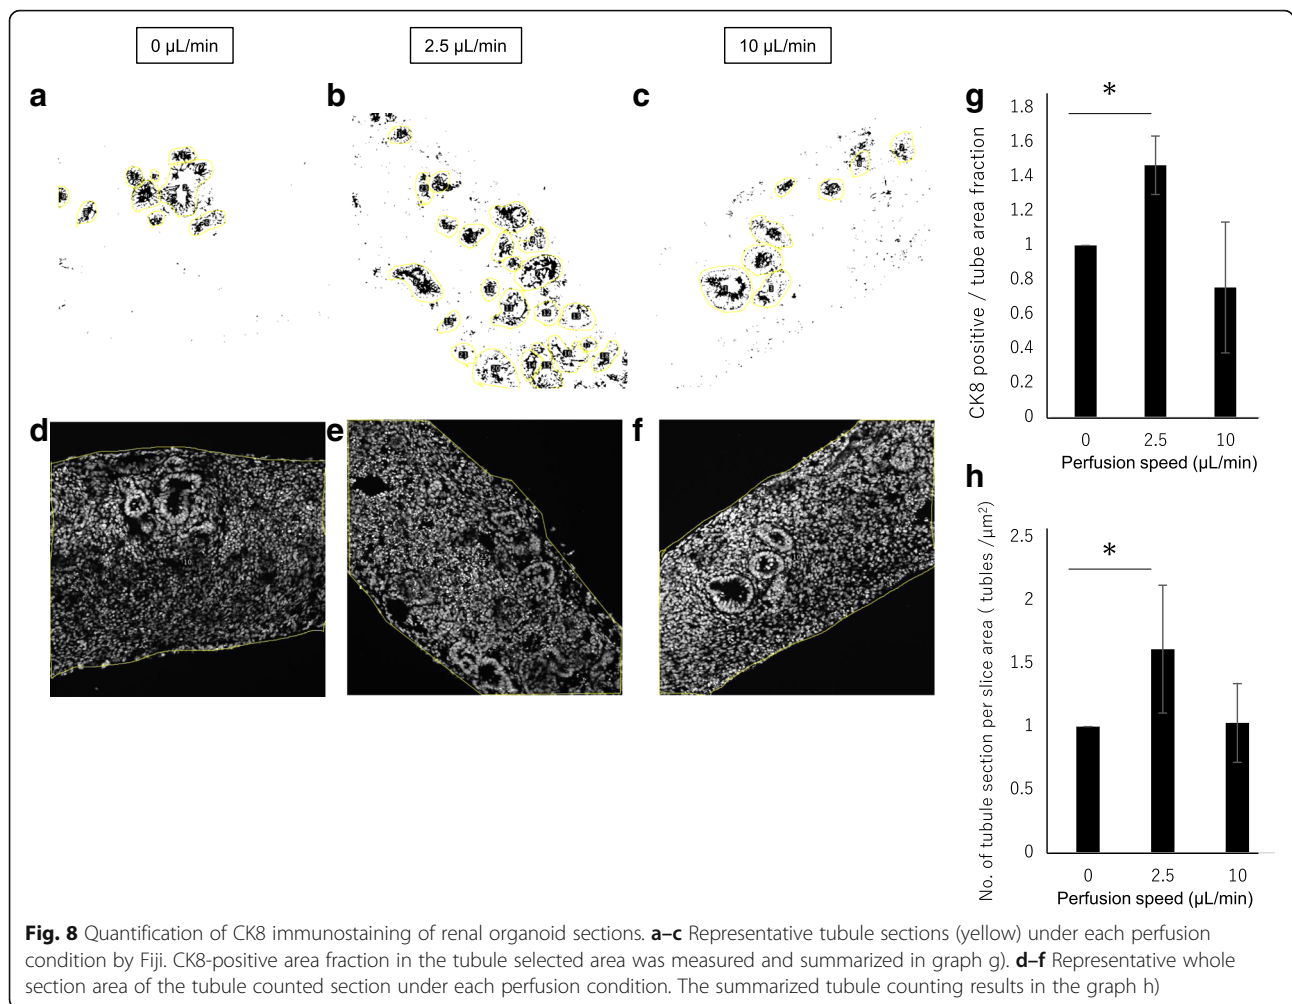 0 µL/min
2.5 µL/min
10 µL/min
a
b
c
d
e
f
g
*
CK8 positive / tube area fraction
1.8
1.6
1.4
1.2
1
0.8
0.6
0.4
0.2
0
0 2.5 10
Perfusion speed (µL/min)
h
*
No. of tubule section per slice area ( tubles /µm²)
2.5
2
1.5
1
0.5
0
0 2.5 10
Perfusion speed (µL/min)
Fig. 8 Quantification of CK8 immunostaining of renal organoid sections. a–c Representative tubule sections (yellow) under each perfusion
condition by Fiji. CK8-positive area fraction in the tubule selected area was measured and summarized in graph g). d–f Representative whole
section area of the tubule counted section under each perfusion condition. The summarized tubule counting results in the graph h)